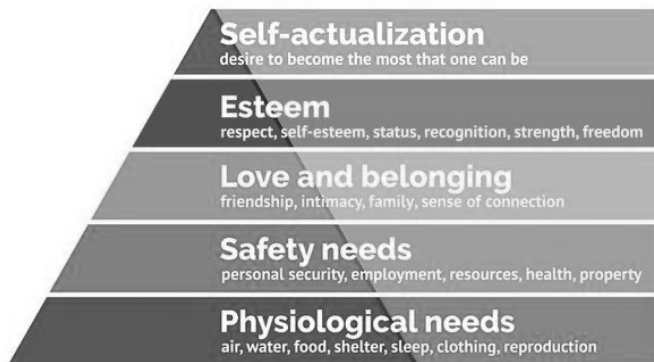 Self-actualization
desire to become the most that one can be
Esteem
respect, self-esteem, status, recognition, strength, freedom
Love and belonging
friendship, intimacy, family, sense of connection
Safety needs
personal security, employment, resources, health, property
Physiological needs
air, water, food, shelter, sleep, clothing, reproduction